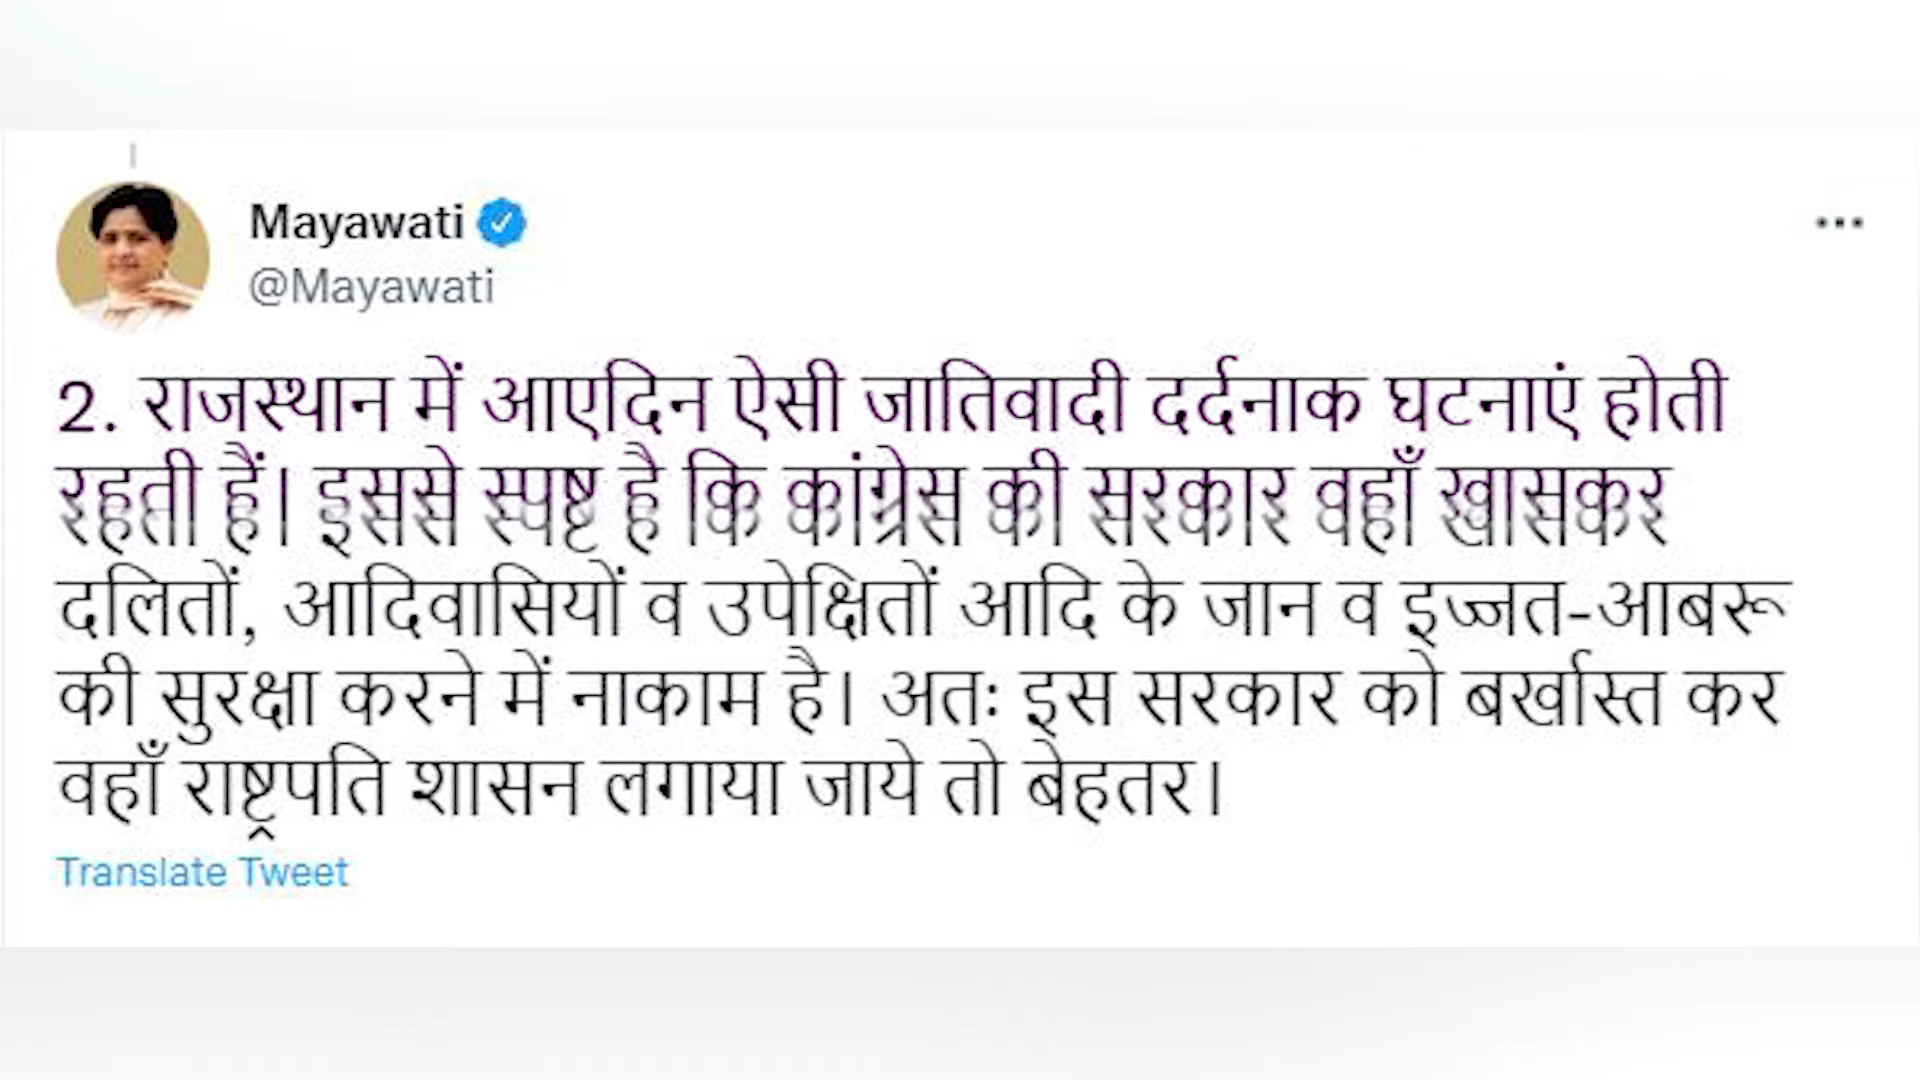 Mayawati
@Mayawati
2. राजस्थान में आएदिन ऐसी जातिवादी दर्दनाक घटनाएं होती
रहती हैं। इससे स्पष्ट है कि कांग्रेस की सरकार वहाँ खासकर
दलितों, आदिवासियों व उपेक्षितों आदि के जान व इज्जत-आबरू
की सुरक्षा करने में नाकाम है। अतः इस सरकार को बर्खास्त कर
वहाँ राष्ट्रपति शासन लगाया जाये तो बेहतर।
Translate Tweet